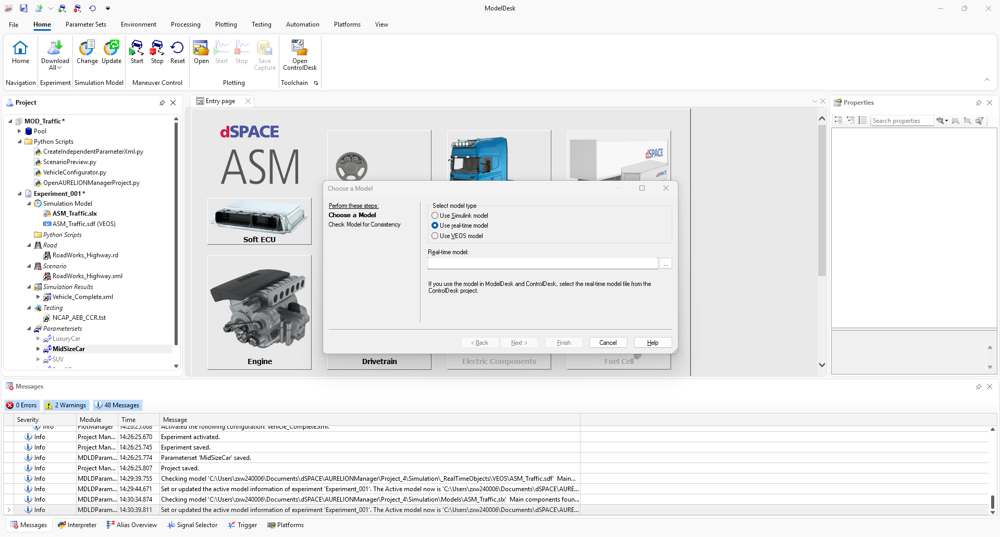 ModelDesk
File Home Parameter Sets Environment Processing Plotting Testing Automation Platforms View
Home Download All Change Update Start Stop Reset Open Start Stop Save Capture Open ControlDesk
Navigation Experiment Simulation Model Maneuver Control Plotting Toolchain
Project
MOD_Traffic*
Pool
Python Scripts
CreateIndependentParameterXml.py
ScenarioPreview.py
VehicleConfigurator.py
OpenAURELIONManagerProject.py
Experiment_001*
Simulation Model
ASM_Traffic.slx
ASM_Traffic.sdf (VEOS)
Python Scripts
Road
RoadWorks_Highway.rd
Scenario
RoadWorks_Highway.xml
Simulation Results
Vehicle_Complete.xml
Testing
NCAP_AEB_CCR.tst
Parametersets
LuxuryCar
MidSizeCar
SUV
Entry page
dSPACE
ASM
dSPACE
dSPACE
Soft ECU
Engine
Drivetrain
Electric Components
Fuel Cell
Choose a Model
Perform these steps:
Choose a Model
Check Model for Consistency
Select model type
Use Simulink model
Use real-time model
Use VEOS model
Real-time model:
...
If you use the model in ModelDesk and ControlDesk, select the real-time model file from the
ControlDesk project.
< Back Next > Finish Cancel Help
Properties
Search properties
Messages
0 Errors 2 Warnings 48 Messages
Severity Module Time Message
Info PlotManager 14:26:25.668 Activated the following configuration: Vehicle_Complete.xml.
Info Project Man... 14:26:25.670 Experiment activated.
Info Project Man... 14:26:25.745 Experiment saved.
Info MDLDParam... 14:26:25.774 Parameterset 'MidSizeCar' saved.
Info Project Man... 14:26:25.807 Project saved.
Info MDLDParam... 14:29:39.755 Checking model 'C:\Users\zxw240006\Documents\dSPACE\AURELIONManager\Project_4\Simulation\_RealTimeObjects\VEOS\ASM_Traffic.sdf' Main...
Info MDLDParam... 14:29:44.671 Set or updated the active model information of experiment 'Experiment_001'. The Active model now is 'C:\Users\zxw240006\Documents\dSPACE\AURE...
Info MDLDParam... 14:30:34.874 Checking model 'C:\Users\zxw240006\Documents\dSPACE\AURELIONManager\Project_4\Simulation\Models\ASM_Traffic.slx' Main components foun...
Info MDLDParam... 14:30:39.811 Set or updated the active model information of experiment 'Experiment_001'. The Active model now is 'C:\Users\zxw240006\Documents\dSPACE\AURE...
Messages Interpreter Alias Overview Signal Selector Trigger Platforms